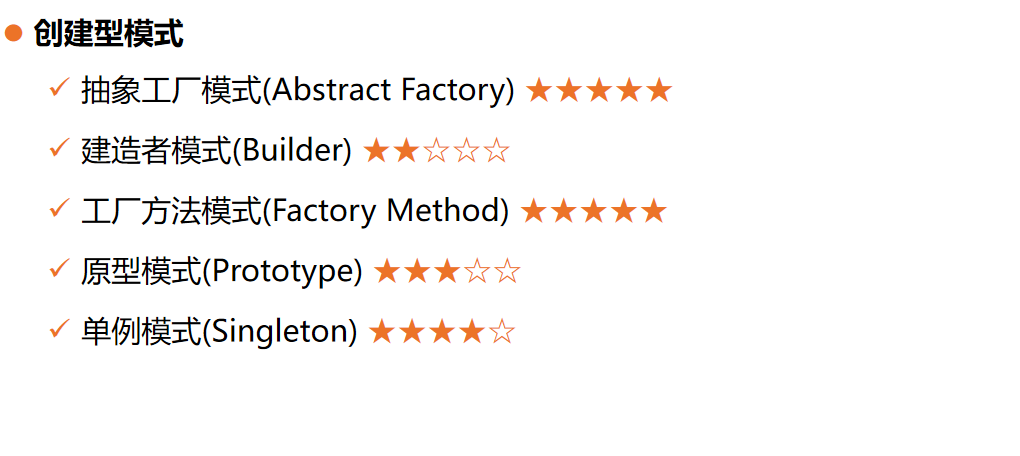 创建型模式
抽象工厂模式(Abstract Factory) ★★★★★
建造者模式(Builder) ★★☆☆☆
工厂方法模式(Factory Method) ★★★★★
原型模式(Prototype) ★★★☆☆
单例模式(Singleton) ★★★★☆